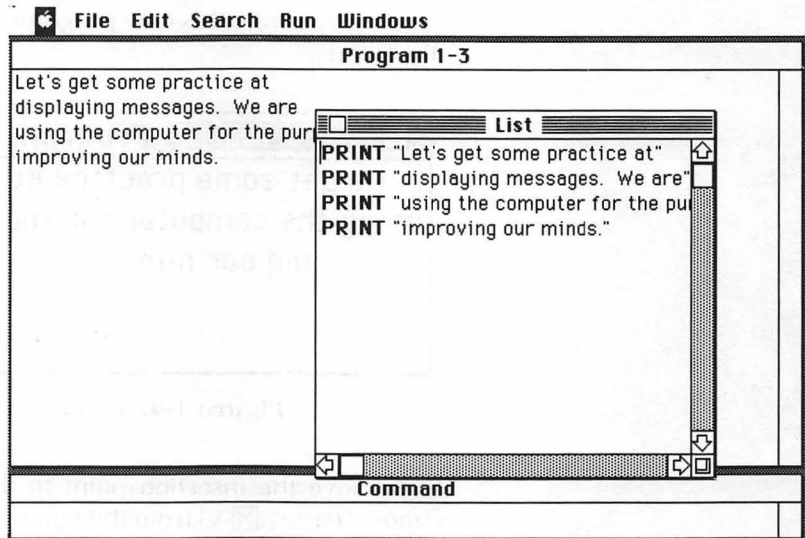 File Edit Search Run Windows
Program 1-3
Let's get some practice at
displaying messages. We are
using the computer for the pur
improving our minds.
List
PRINT "Let's get some practice at"
PRINT "displaying messages. We are"
PRINT "using the computer for the pur
PRINT "improving our minds."
Command